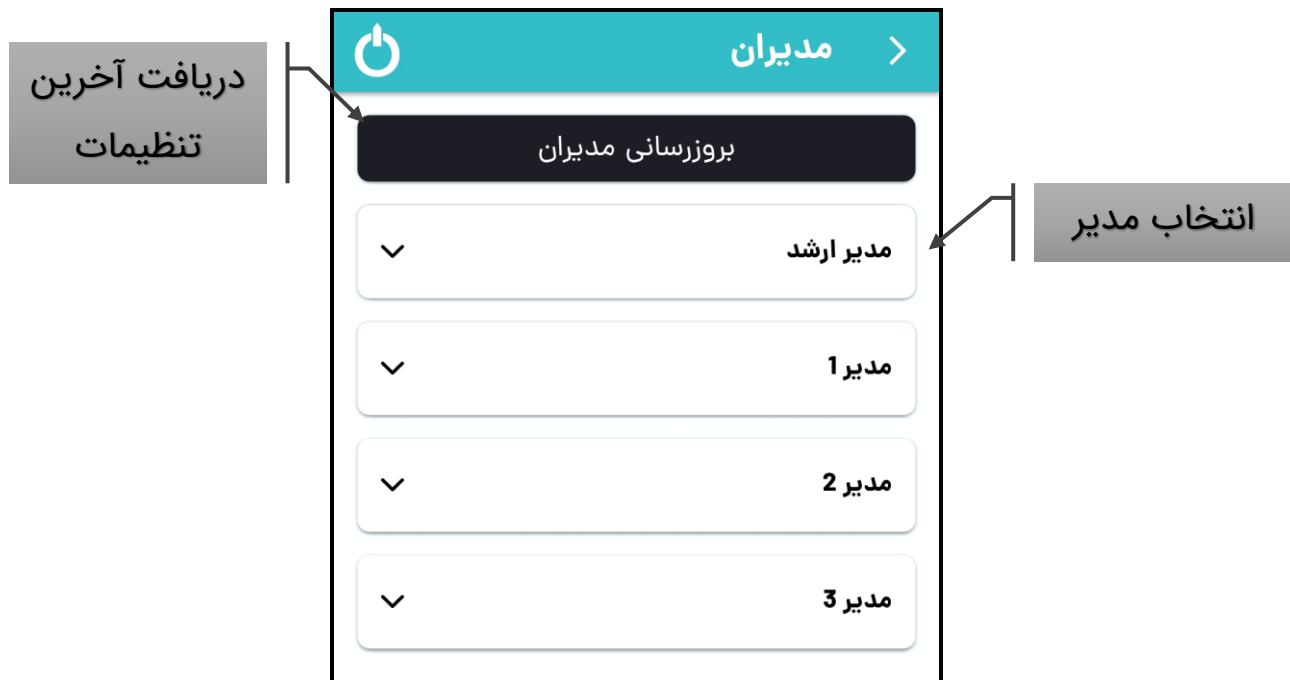 مدیران
دریافت آخرین
تنظیمات
بروزرسانی مدیران
انتخاب مدیر
مدیر ارشد
مدیر 1
مدیر 2
مدیر 3